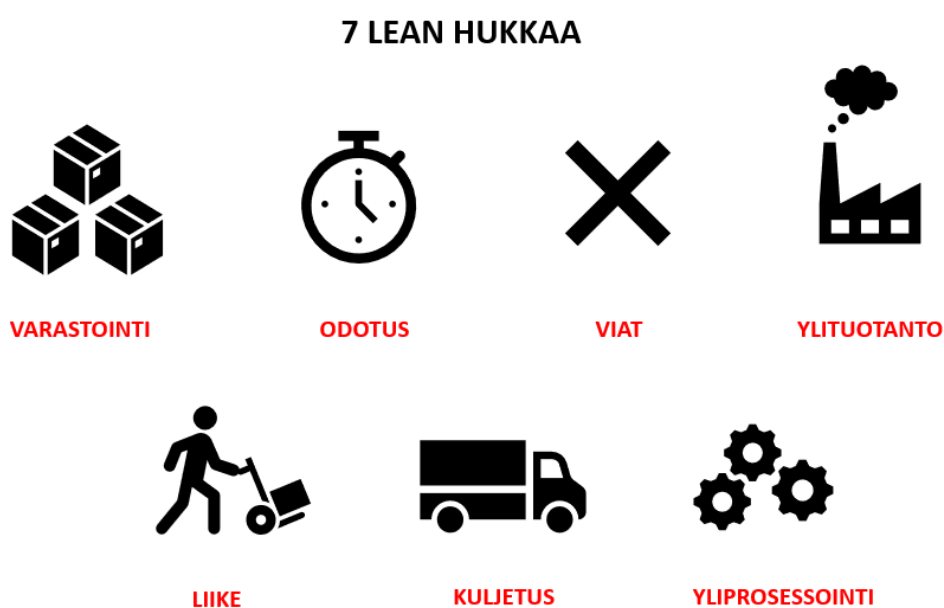 7 LEAN HUKKAA
VARASTOINTI
ODOTUS
VIAT
YLITUOTANTO
LIIKE
KULJETUS
YLIPROSESSOINTI